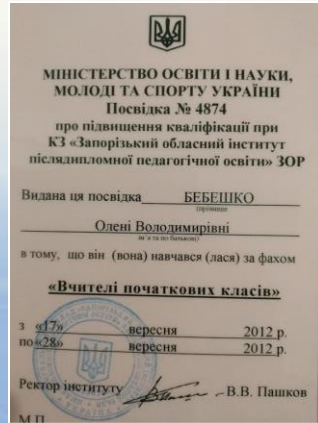 МІНІСТЕРСТВО ОСВІТИ І НАУКИ,
МОЛОДІ ТА СПОРТУ УКРАЇНИ
Посвідка № 4874
про підвищення кваліфікації при
КЗ «Запорізький обласний інститут
післядипломної педагогічної освіти» ЗОР
Видана ця посвідка БЕБЕШКО
(прізвище)
Олені Володимирівні
ім'я та по батькові)
в тому, що він (вона) навчався (лася) за фахом
«Вчителі початкових класів»
з «17» вересня 2012 р.
по «28» вересня 2012 р.
Ректор інституту В.В. Пашков
М.П.